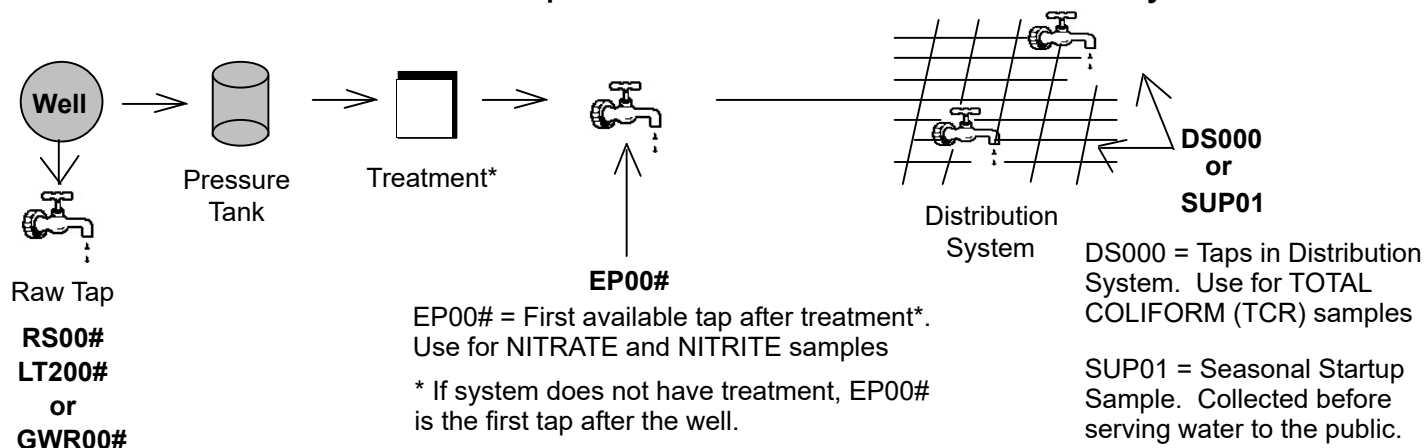 Well
Pressure
Tank
Treatment*
Raw Tap
RS00#
LT200#
or
GWR00#
EP00#
EP00# = First available tap after treatment*.
Use for NITRATE and NITRITE samples
* If system does not have treatment, EP00#
is the first tap after the well.
Distribution
System
DS000
or
SUP01
DS000 = Taps in Distribution
System. Use for TOTAL
COLIFORM (TCR) samples
SUP01 = Seasonal Startup
Sample. Collected before
serving water to the public.